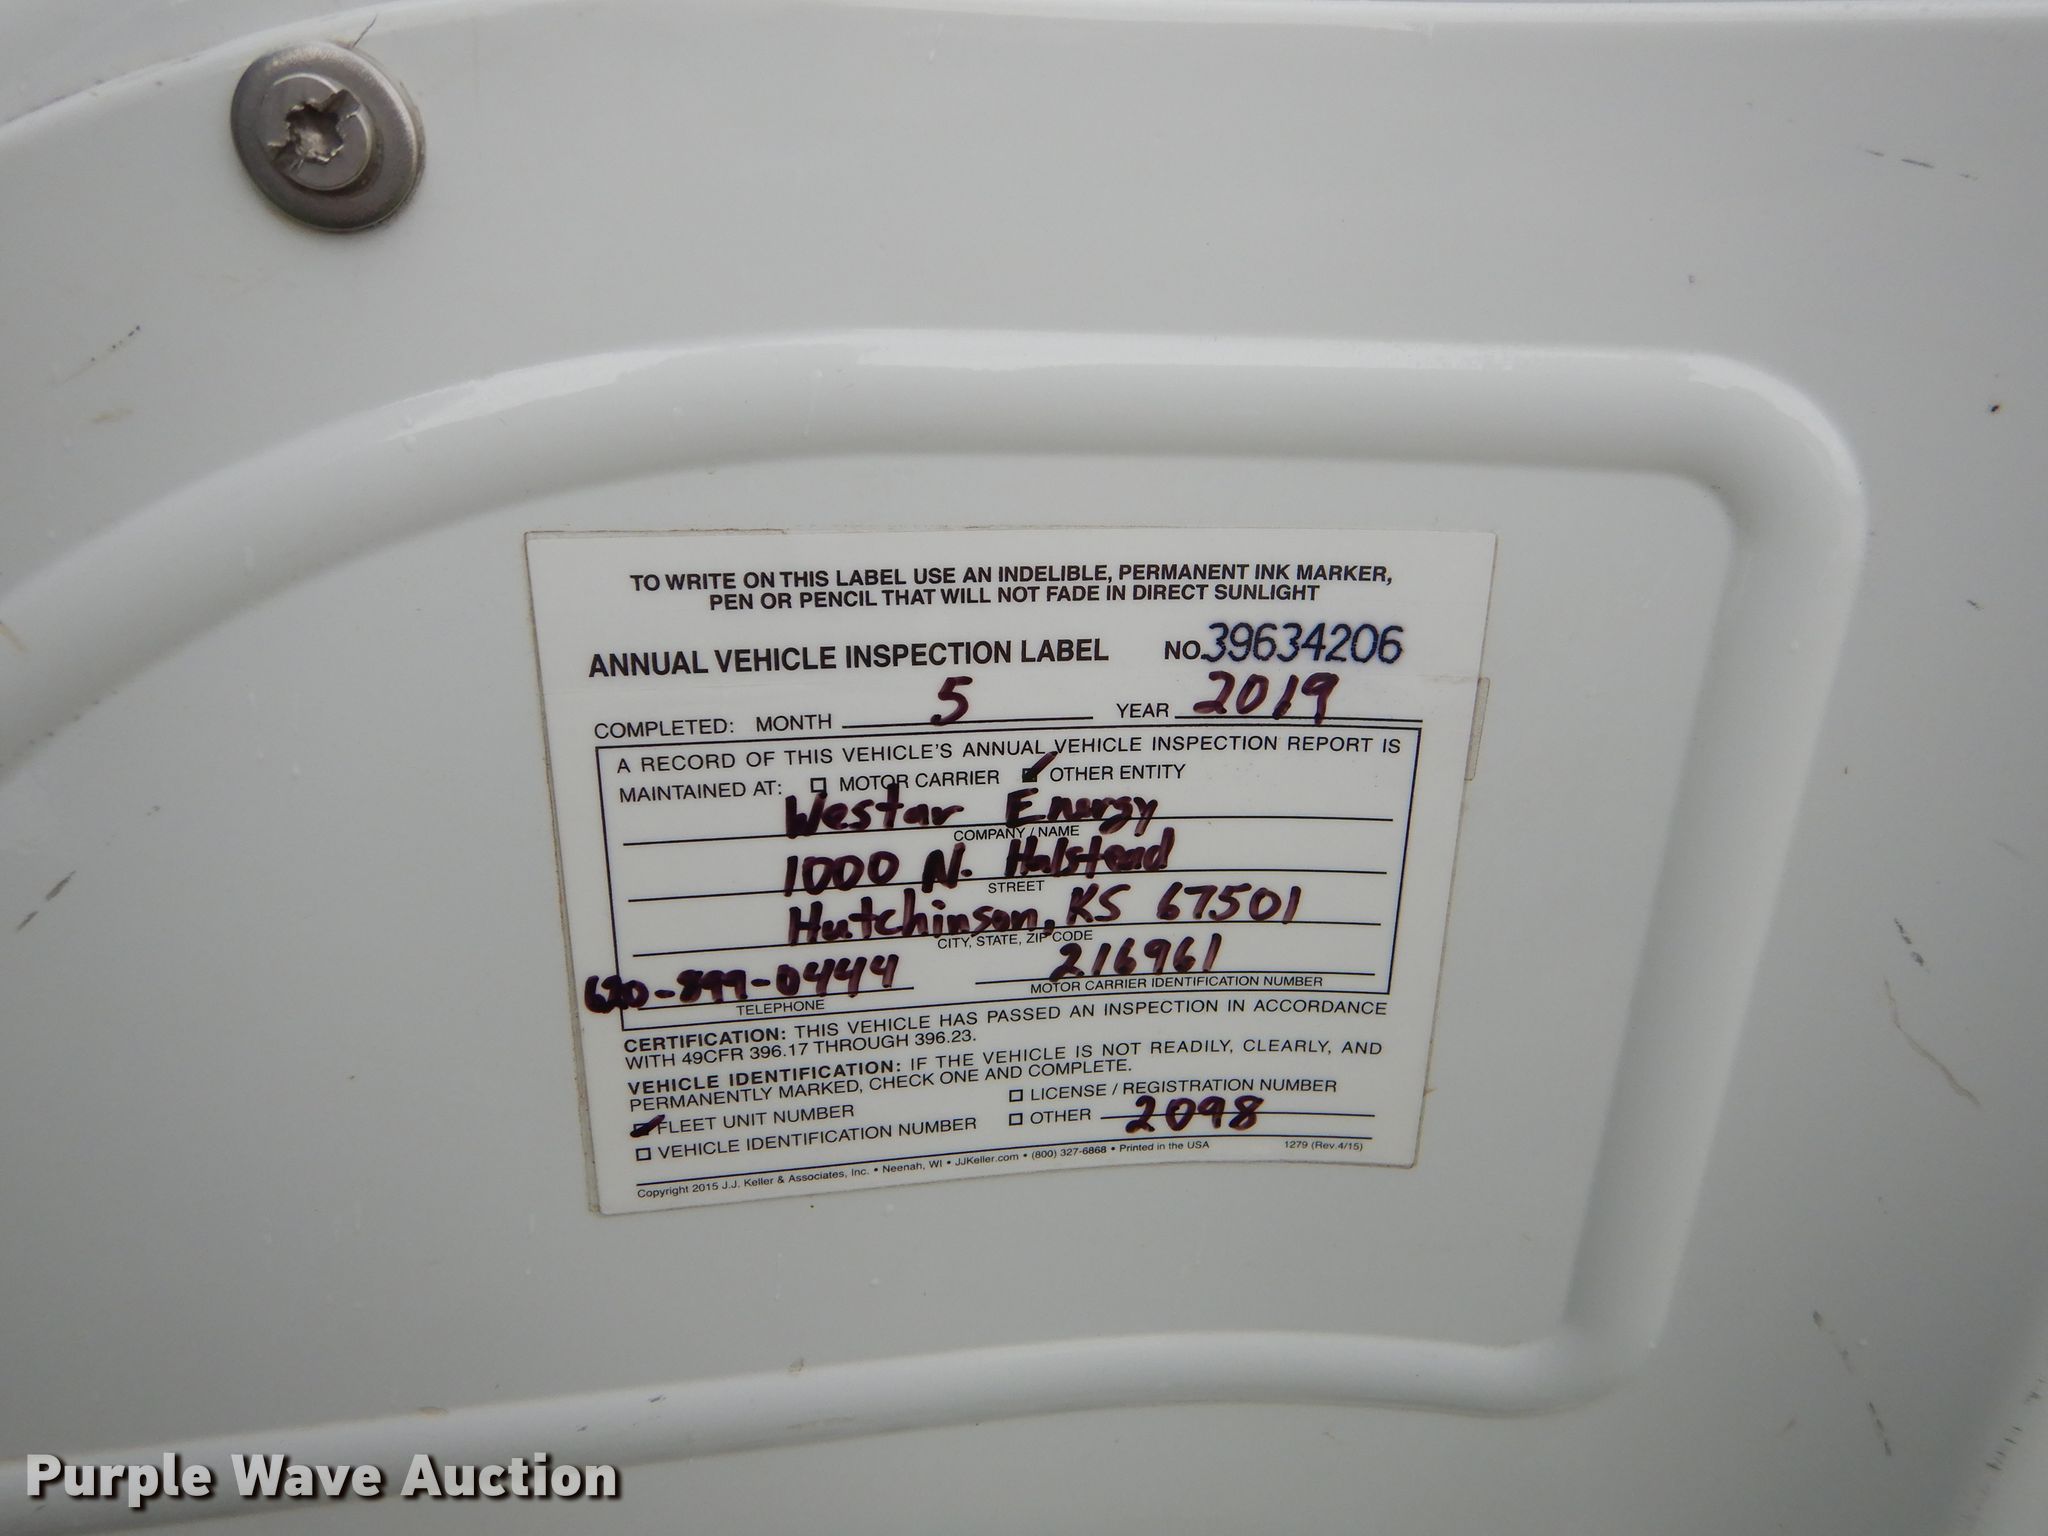 TO WRITE ON THIS LABEL USE AN INDELIBLE, PERMANENT INK MARKER,
PEN OR PENCIL THAT WILL NOT FADE IN DIRECT SUNLIGHT
ANNUAL VEHICLE INSPECTION LABEL NO. 39634206
COMPLETED: MONTH 5 YEAR 2019
A RECORD OF THIS VEHICLE'S ANNUAL VEHICLE INSPECTION REPORT IS
MAINTAINED AT: MOTOR CARRIER OTHER ENTITY
Westar Energy
COMPANY / NAME
1000 N. Halstead
STREET
Hutchinson, KS 67501
CITY, STATE, ZIP CODE
216961
TELEPHONE MOTOR CARRIER IDENTIFICATION NUMBER
CERTIFICATION: THIS VEHICLE HAS PASSED AN INSPECTION IN ACCORDANCE
WITH 49CFR 396.17 THROUGH 396.23.
VEHICLE IDENTIFICATION: IF THE VEHICLE IS NOT READILY, CLEARLY, AND
PERMANENTLY MARKED, CHECK ONE AND COMPLETE.
FLEET UNIT NUMBER LICENSE / REGISTRATION NUMBER
VEHICLE IDENTIFICATION NUMBER OTHER 2098
Copyright 2015 J.J. Keller & Associates, Inc. • Neenah, WI • JJKeller.com • (800) 327-6868 • Printed in the USA 1279 (Rev.4/15)
Purple Wave Auction